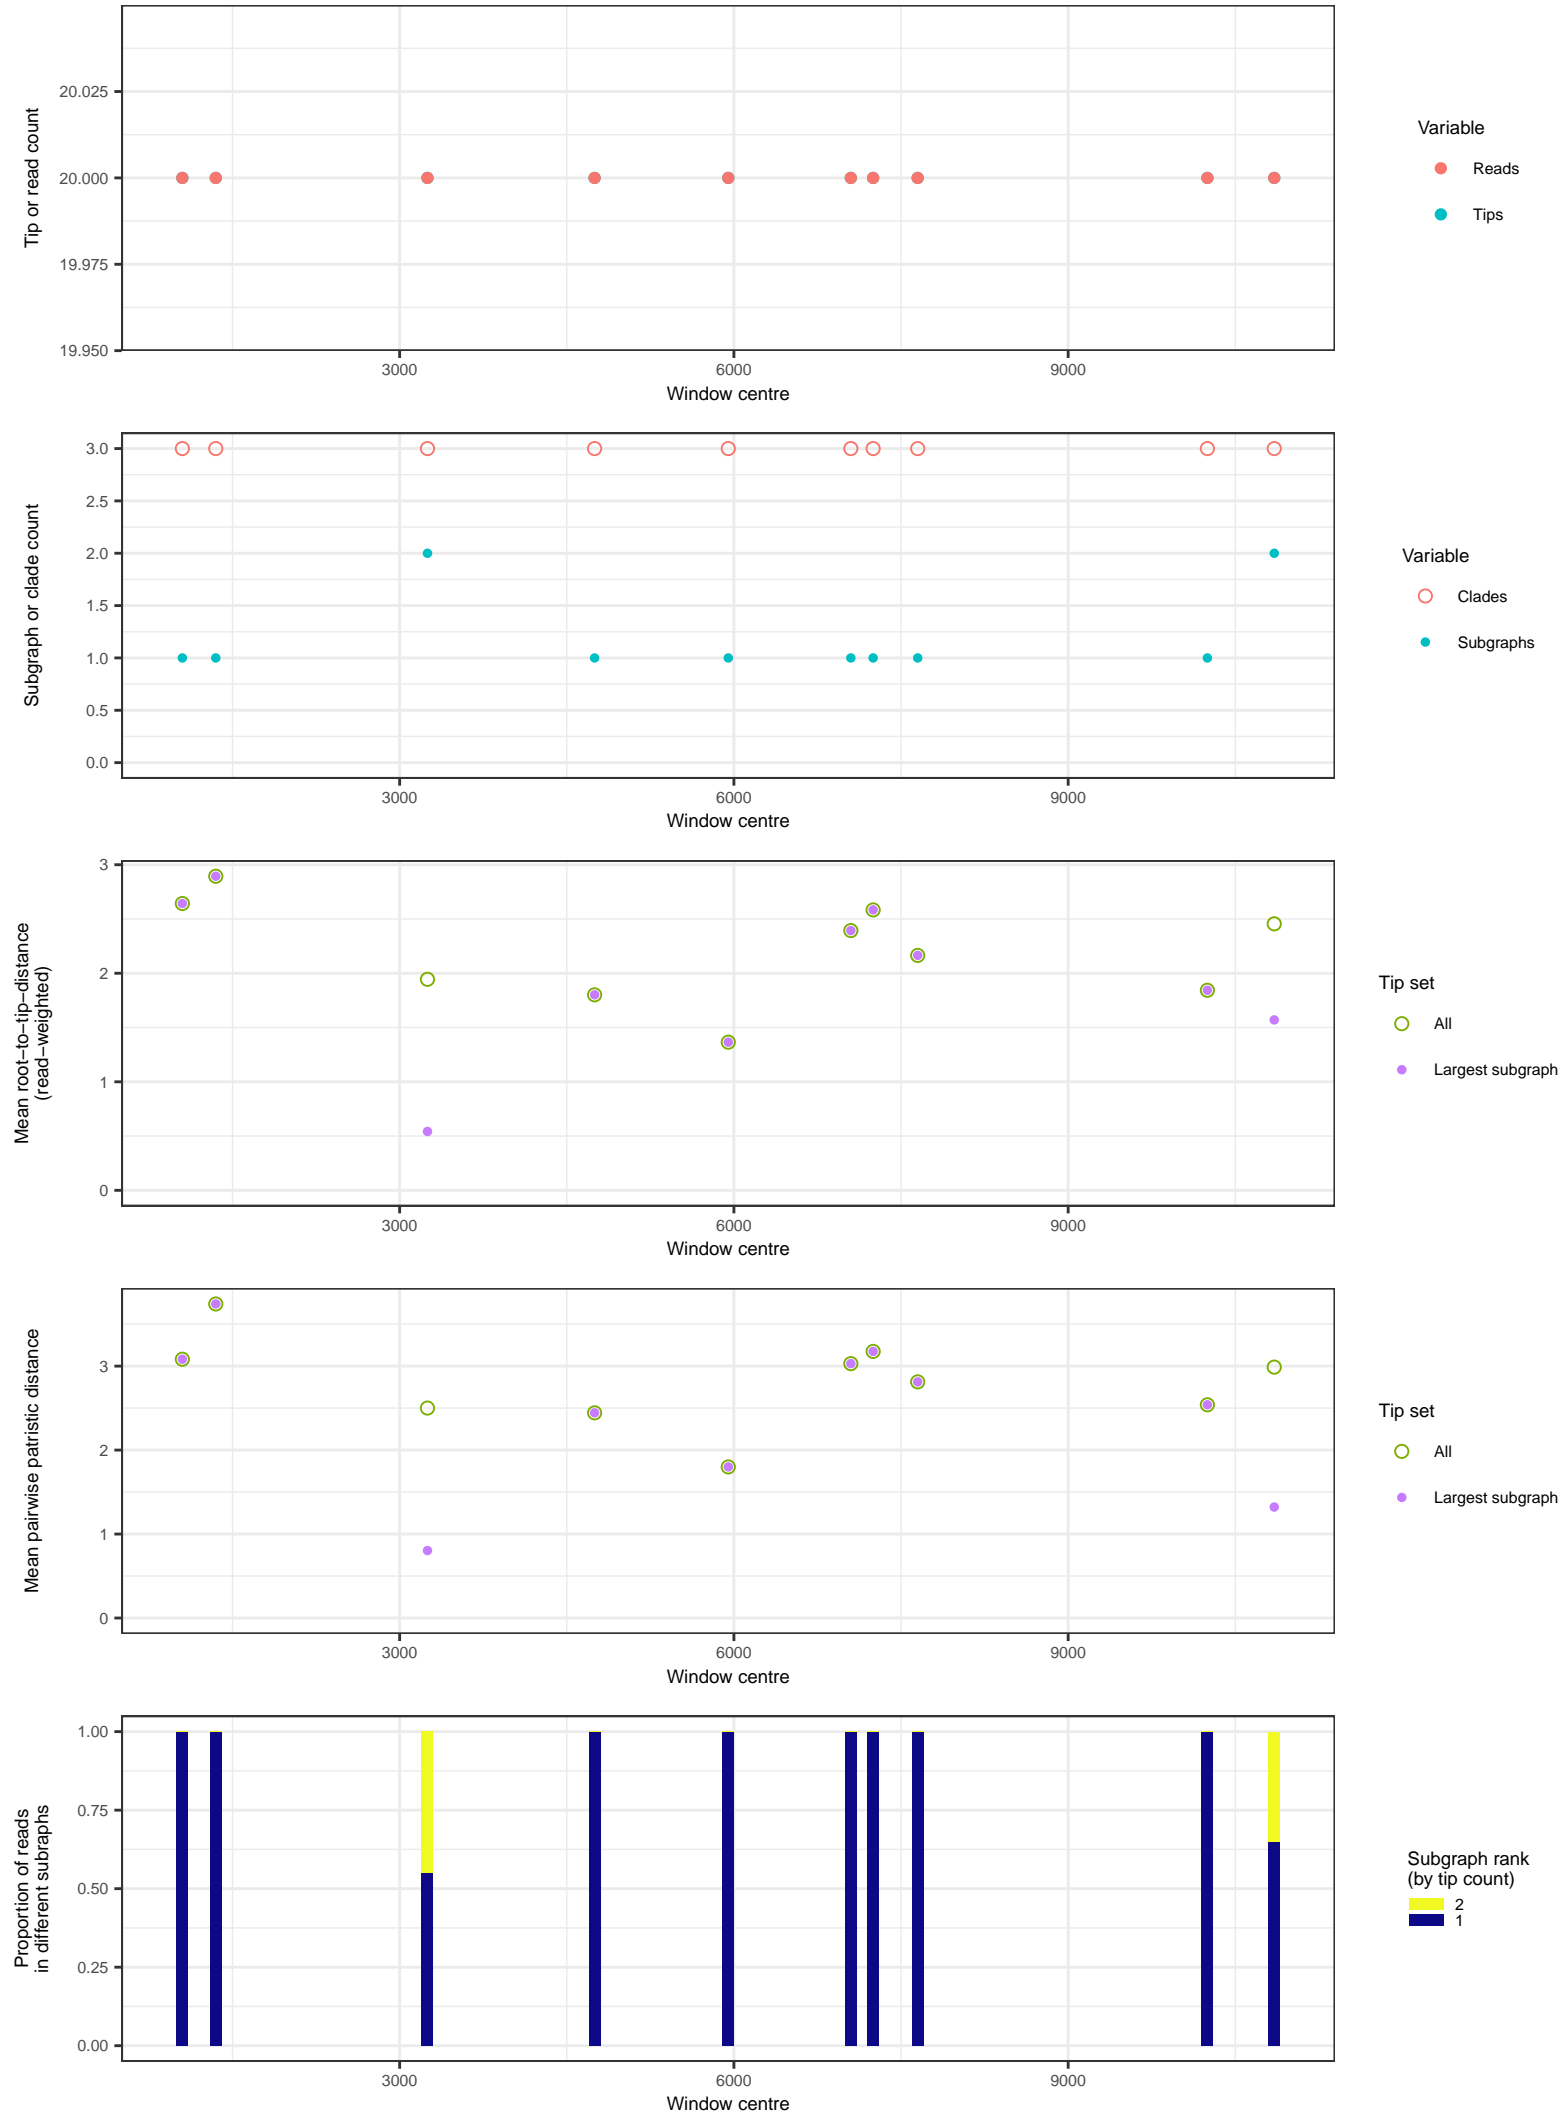 Tip or read count
20.025
20.000
19.975
19.950
3000
6000
9000
Window centre
Variable
Reads
Tips
Subgraph or clade count
3.0
2.5
2.0
1.5
1.0
0.5
0.0
3000
6000
9000
Window centre
Variable
Clades
Subgraphs
Mean root−to−tip−distance
(read−weighted)
3
2
1
0
3000
6000
9000
Window centre
Tip set
All
Largest subgraph
Mean pairwise patristic distance
3
2
1
0
3000
6000
9000
Window centre
Tip set
All
Largest subgraph
Proportion of reads
in different subraphs
1.00
0.75
0.50
0.25
0.00
3000
6000
9000
Window centre
Subgraph rank
(by tip count)
2
1